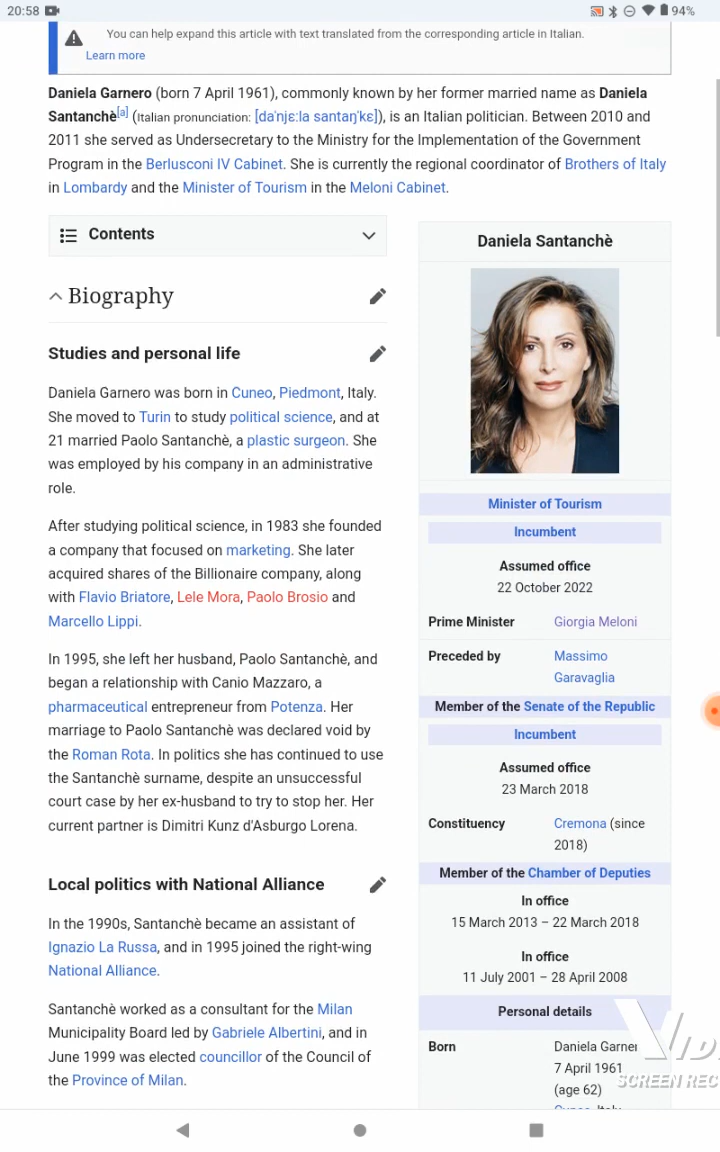 20:58
94%
You can help expand this article with text translated from the corresponding article in Italian.
Learn more
Daniela Garnero (born 7 April 1961), commonly known by her former married name as Daniela
Santanchè[a] (Italian pronunciation: [daˈnjɛːla santaŋˈkɛ]), is an Italian politician. Between 2010 and
2011 she served as Undersecretary to the Ministry for the Implementation of the Government
Program in the Berlusconi IV Cabinet. She is currently the regional coordinator of Brothers of Italy
in Lombardy and the Minister of Tourism in the Meloni Cabinet.
Contents
Biography
Studies and personal life
Daniela Garnero was born in Cuneo, Piedmont, Italy.
She moved to Turin to study political science, and at
21 married Paolo Santanchè, a plastic surgeon. She
was employed by his company in an administrative
role.
After studying political science, in 1983 she founded
a company that focused on marketing. She later
acquired shares of the Billionaire company, along
with Flavio Briatore, Lele Mora, Paolo Brosio and
Marcello Lippi.
In 1995, she left her husband, Paolo Santanchè, and
began a relationship with Canio Mazzaro, a
pharmaceutical entrepreneur from Potenza. Her
marriage to Paolo Santanchè was declared void by
the Roman Rota. In politics she has continued to use
the Santanchè surname, despite an unsuccessful
court case by her ex-husband to try to stop her. Her
current partner is Dimitri Kunz d'Asburgo Lorena.
Local politics with National Alliance
In the 1990s, Santanchè became an assistant of
Ignazio La Russa, and in 1995 joined the right-wing
National Alliance.
Santanchè worked as a consultant for the Milan
Municipality Board led by Gabriele Albertini, and in
June 1999 was elected councillor of the Council of
the Province of Milan.
Daniela Santanchè
Minister of Tourism
Incumbent
Assumed office
22 October 2022
Prime Minister Giorgia Meloni
Preceded by Massimo
Garavaglia
Member of the Senate of the Republic
Incumbent
Assumed office
23 March 2018
Constituency Cremona (since
2018)
Member of the Chamber of Deputies
In office
15 March 2013 – 22 March 2018
In office
11 July 2001 – 28 April 2008
Personal details
Born Daniela Garner
7 April 1961
(age 62)
SCREEN REC